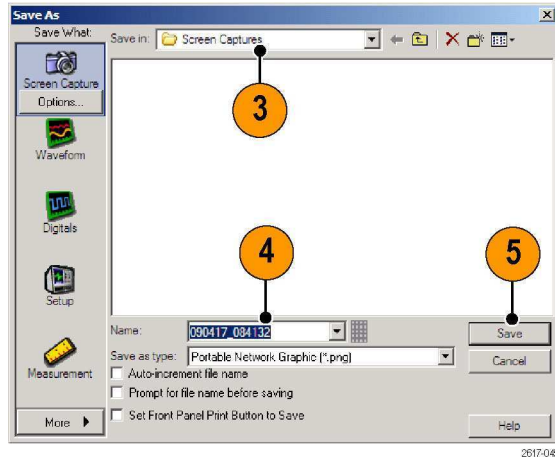 Save As
Save What:
Save in: Screen Captures
Screen Capture
Options...
Waveform
Digitals
Setup
Measurement
More
3
4
5
Name: 090417_084132
Save as type: Portable Network Graphic (*.png)
Auto-increment file name
Prompt for file name before saving
Set Front Panel Print Button to Save
Save
Cancel
Help
2617-04